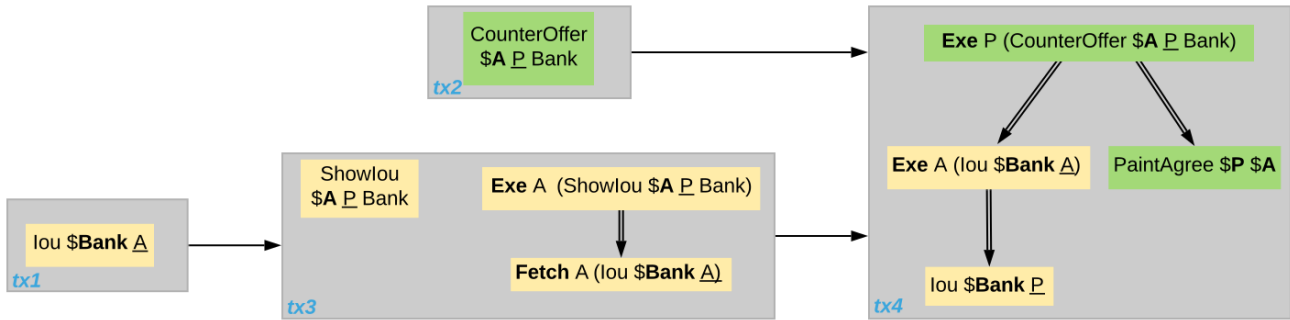 CounterOffer
$A P Bank
tx2
Exe P (CounterOffer $A P Bank)
Exe A (Iou $Bank A)
PaintAgree $P $A
Iou $Bank P
tx4
ShowIou
$A P Bank
Exe A (ShowIou $A P Bank)
Fetch A (Iou $Bank A)
tx3
Iou $Bank A
tx1